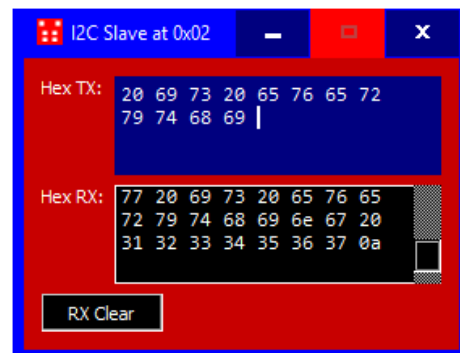 I2C Slave at 0x02
Hex TX:
20 69 73 20 65 76 65 72
79 74 68 69
Hex RX:
77 20 69 73 20 65 76 65
72 79 74 68 69 6e 67 20
31 32 33 34 35 36 37 0a
RX Clear